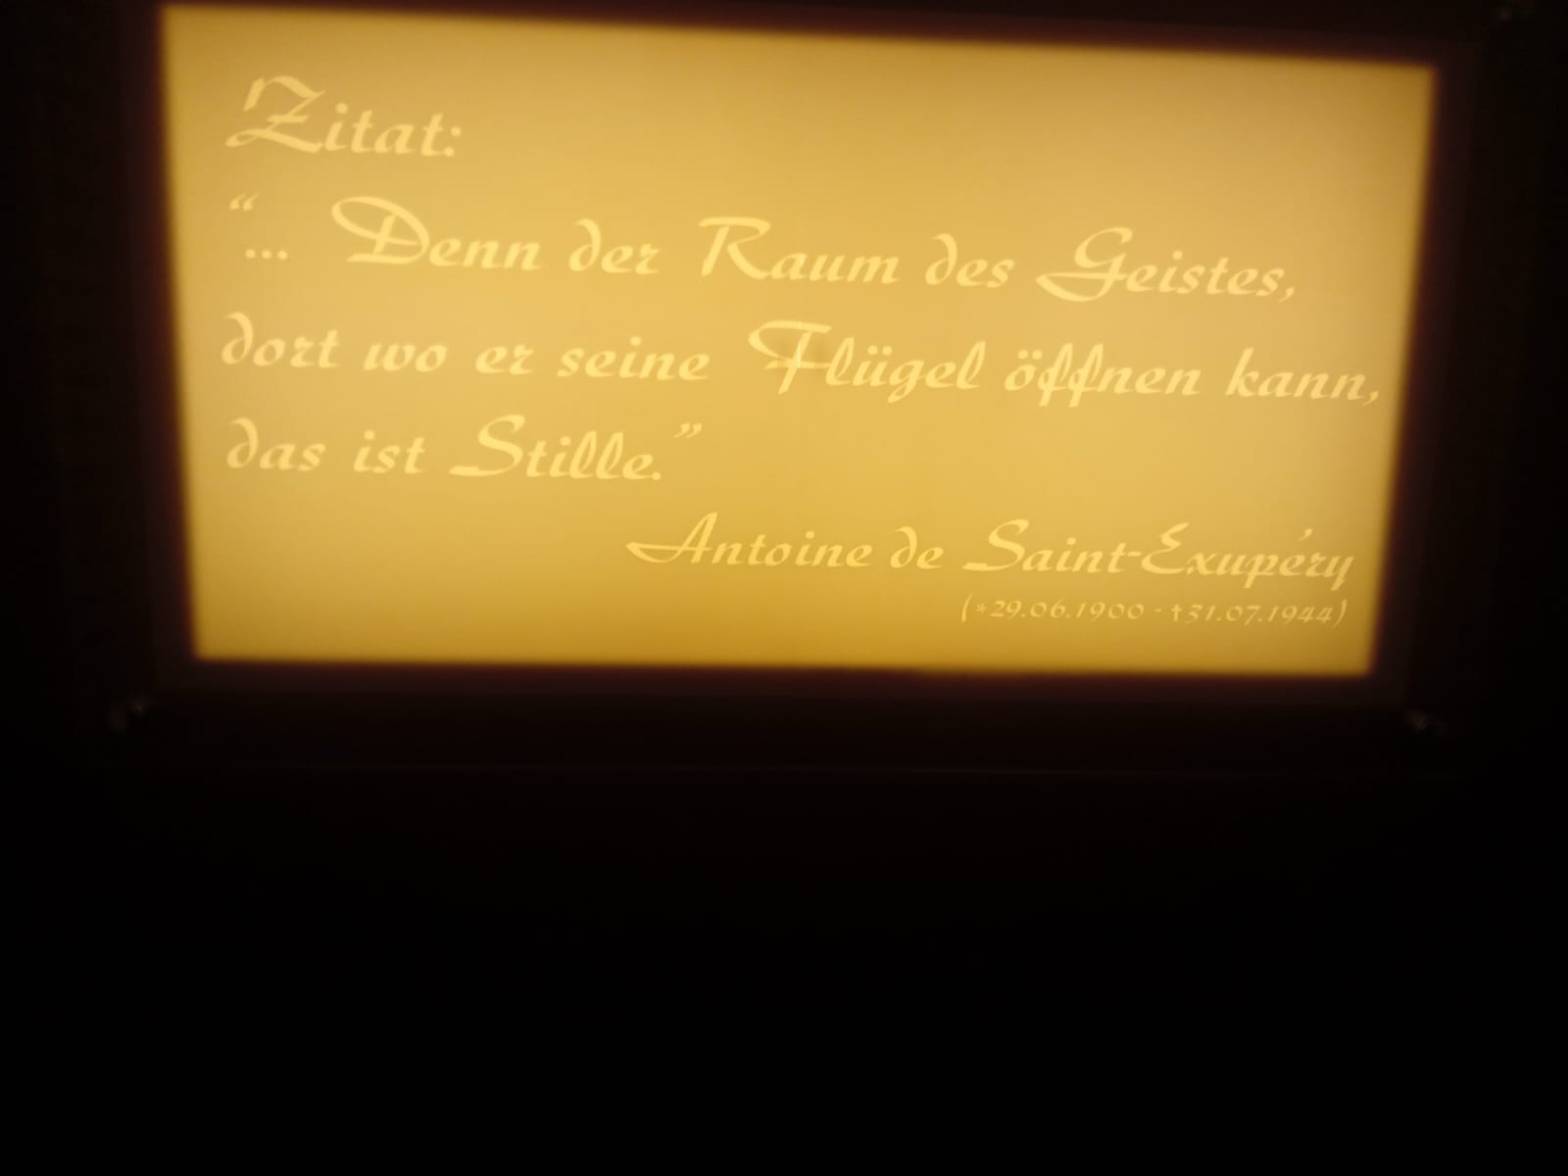 Zitat:
“... Denn der Raum des Geistes,
dort wo er seine Flügel öffnen kann,
das ist Stille.”
Antoine de Saint-Exupéry
(*29.06.1900 - †31.07.1944)